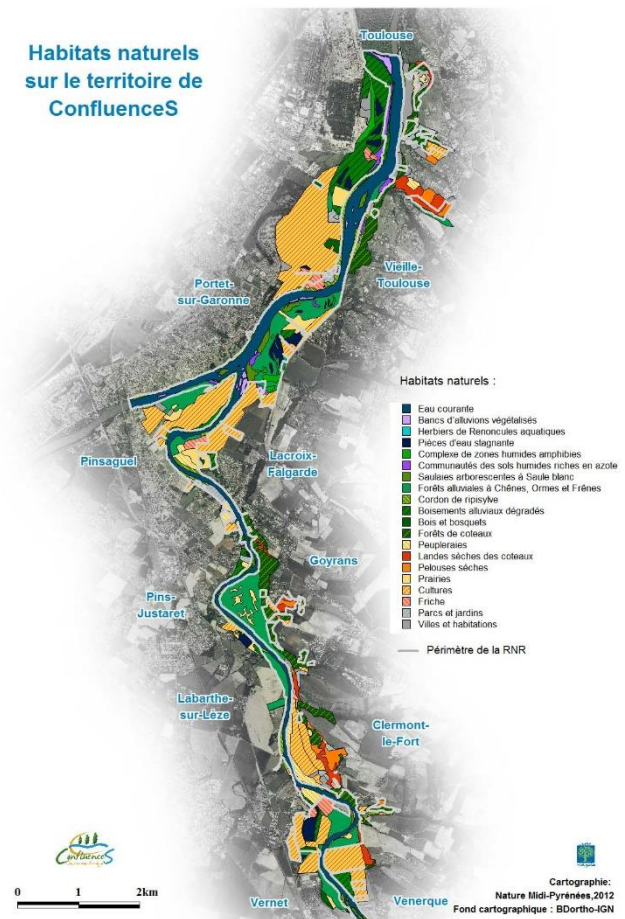 Habitats naturels
sur le territoire de
ConfluenceS
Toulouse
Vieille-
Toulouse
Portet-
sur-Garonne
Pinsaguel
Lacroix-
Falgarde
Goyrans
Pins-
Justaret
Labarthe-
sur-Lèze
Clermont-
le-Fort
Vernet
Venerque
Habitats naturels :
Eau courante
Bancs d'alluvions végétalisés
Herbiers de Renoncules aquatiques
Pièces d'eau stagnante
Complexe de zones humides amphibies
Communautés des sols humides riches en azote
Saulaies arborescentes à Saule blanc
Forêts alluviales à Chênes, Ormes et Frênes
Cordon de ripisylve
Boisements alluviaux dégradés
Bois et bosquets
Forêts de coteaux
Peupleraies
Landes sèches des coteaux
Pelouses sèches
Prairies
Cultures
Friche
Parcs et jardins
Villes et habitations
Périmètre de la RNR
ConfluenceS
0 1 2km
Cartographie:
Nature Midi-Pyrénées,2012
Fond cartographique : BDortho-IGN